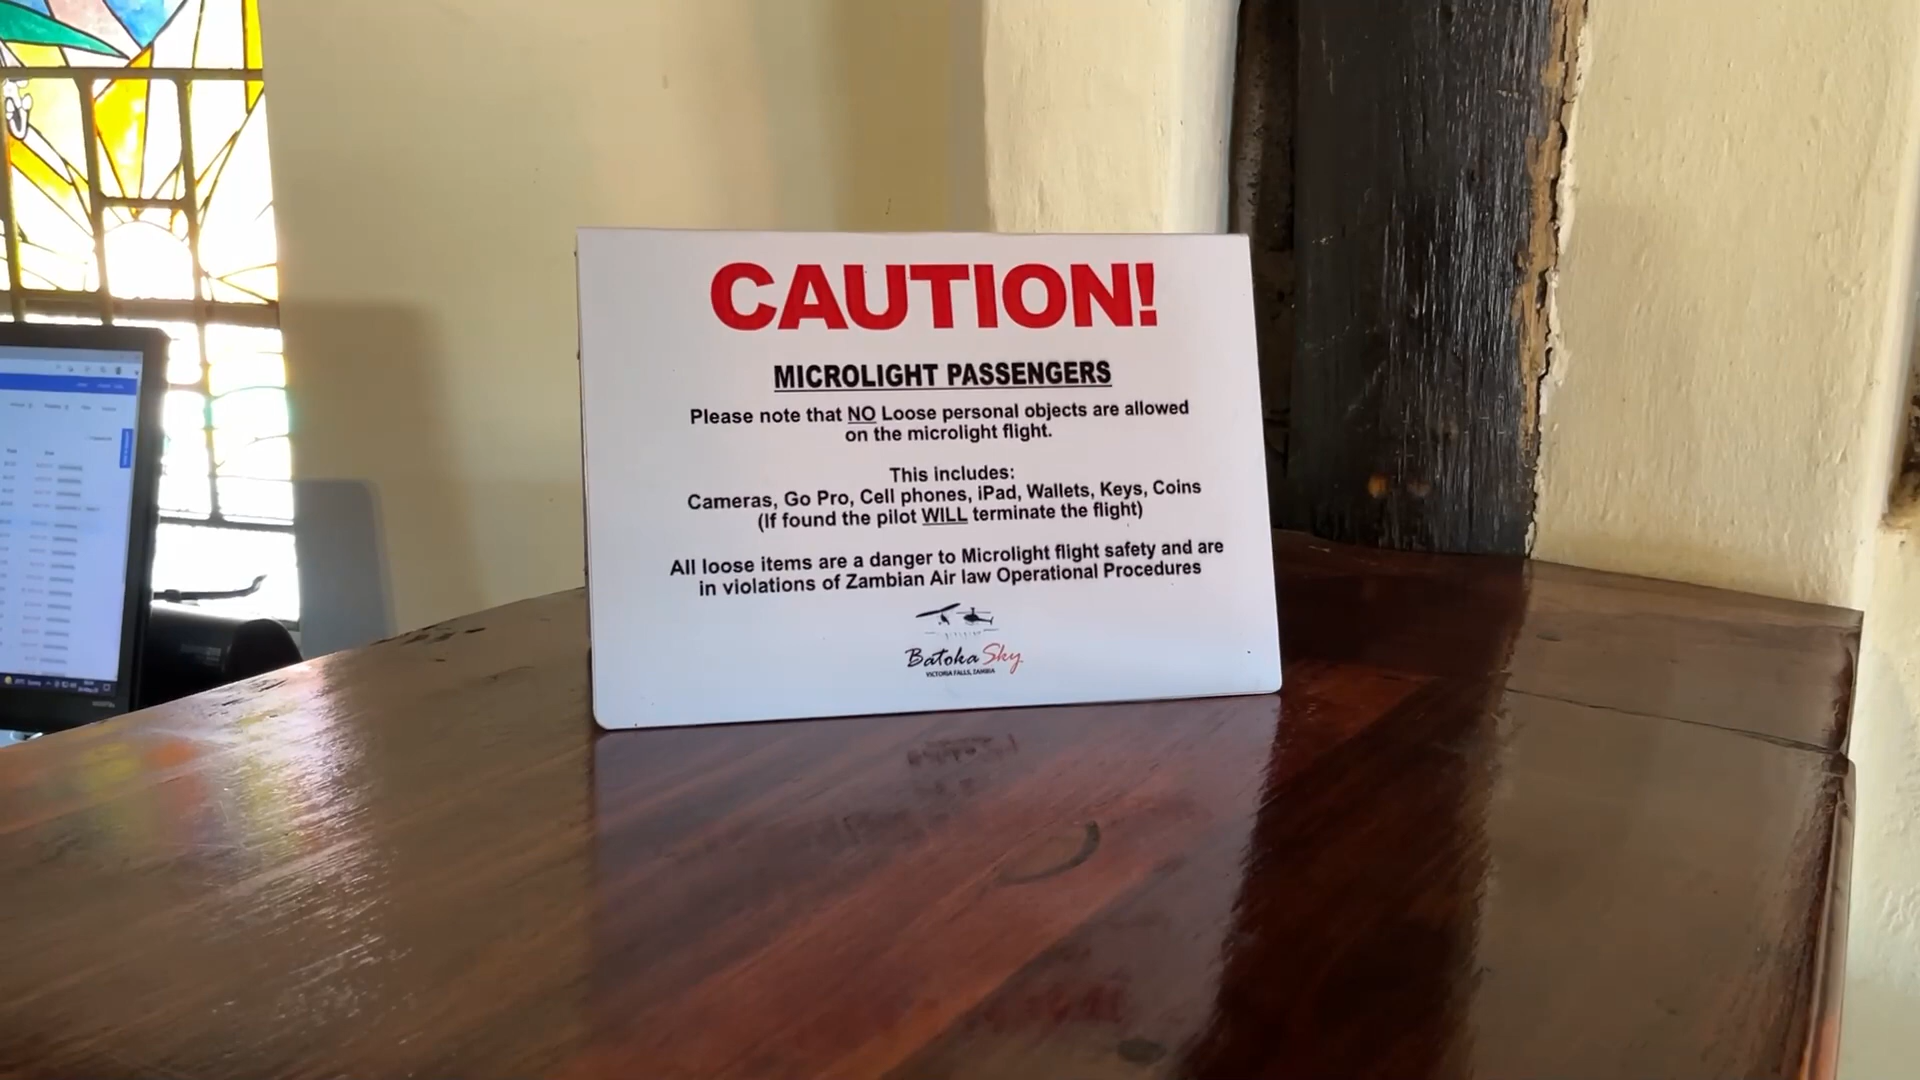 CAUTION!
MICROLIGHT PASSENGERS
Please note that NO Loose personal objects are allowed
on the microlight flight.
This includes:
Cameras, Go Pro, Cell phones, iPad, Wallets, Keys, Coins
(If found the pilot WILL terminate the flight)
All loose items are a danger to Microlight flight safety and are
in violations of Zambian Air law Operational Procedures
Batoka Sky
VICTORIA FALLS, ZAMBIA